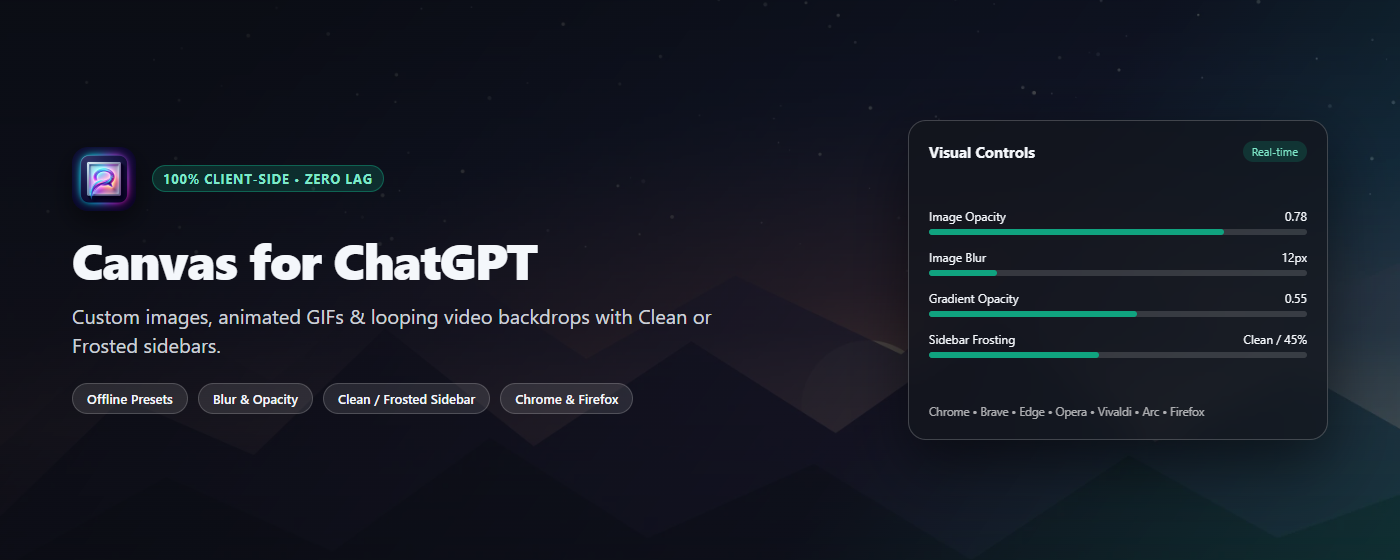 100% CLIENT-SIDE • ZERO LAG
Canvas for ChatGPT
Custom images, animated GIFs & looping video backdrops with Clean or
Frosted sidebars.
Offline Presets
Blur & Opacity
Clean / Frosted Sidebar
Chrome & Firefox
Visual Controls
Real-time
Image Opacity 0.78
Image Blur 12px
Gradient Opacity 0.55
Sidebar Frosting Clean / 45%
Chrome • Brave • Edge • Opera • Vivaldi • Arc • Firefox